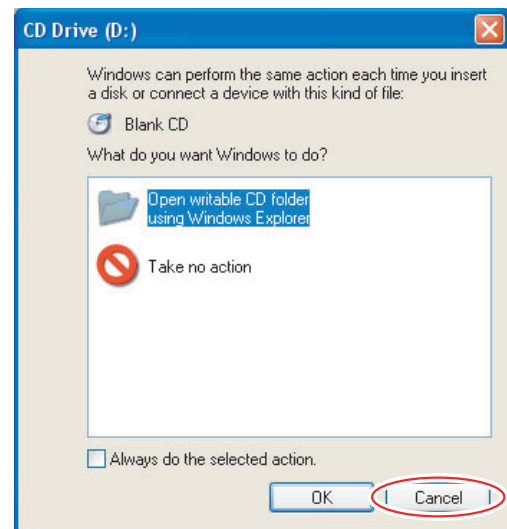 CD Drive (D:)
Windows can perform the same action each time you insert
a disk or connect a device with this kind of file:
Blank CD
What do you want Windows to do?
Open writable CD folder
using Windows Explorer
Take no action
Always do the selected action.
OK
Cancel